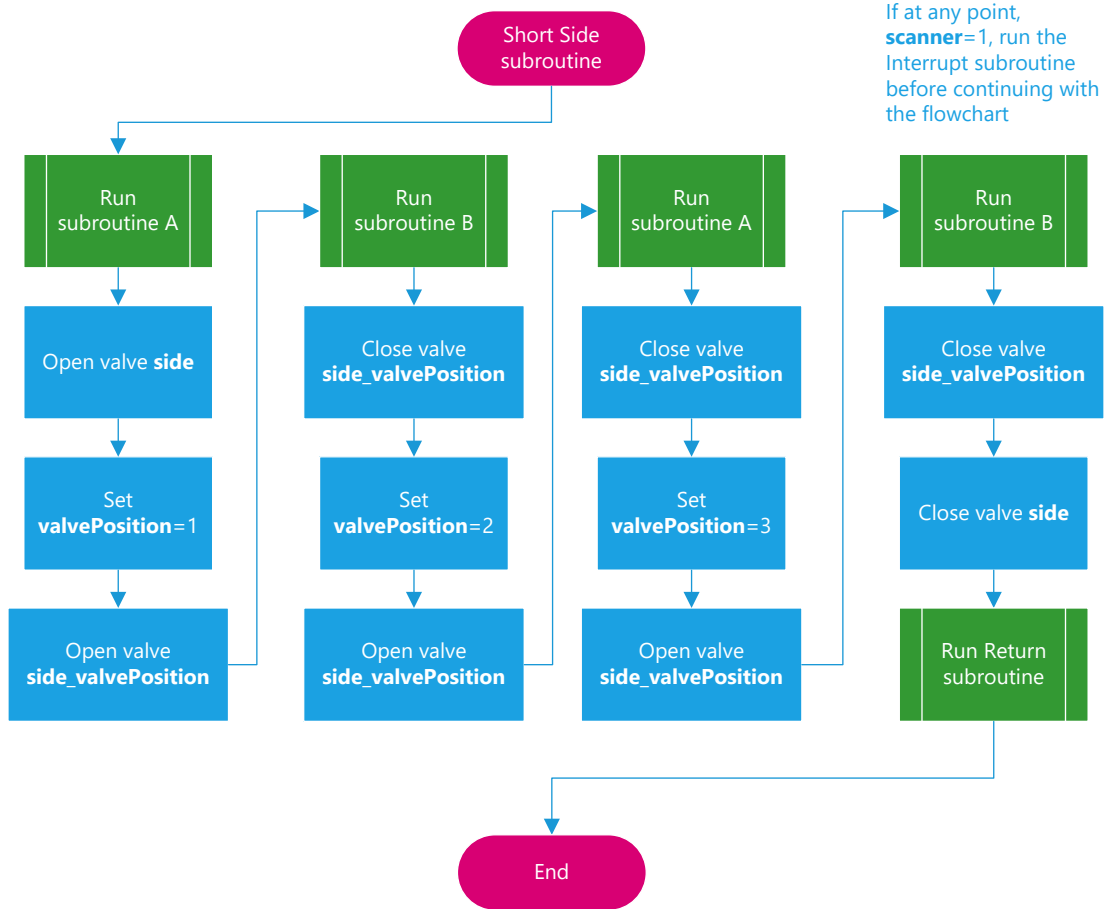 Short Side
subroutine
If at any point,
scanner=1, run the
Interrupt subroutine
before continuing with
the flowchart
Run
subroutine A
Open valve side
Set
valvePosition=1
Open valve
side_valvePosition
Run
subroutine B
Close valve
side_valvePosition
Set
valvePosition=2
Open valve
side_valvePosition
Run
subroutine A
Close valve
side_valvePosition
Set
valvePosition=3
Open valve
side_valvePosition
Run
subroutine B
Close valve
side_valvePosition
Close valve side
Run Return
subroutine
End